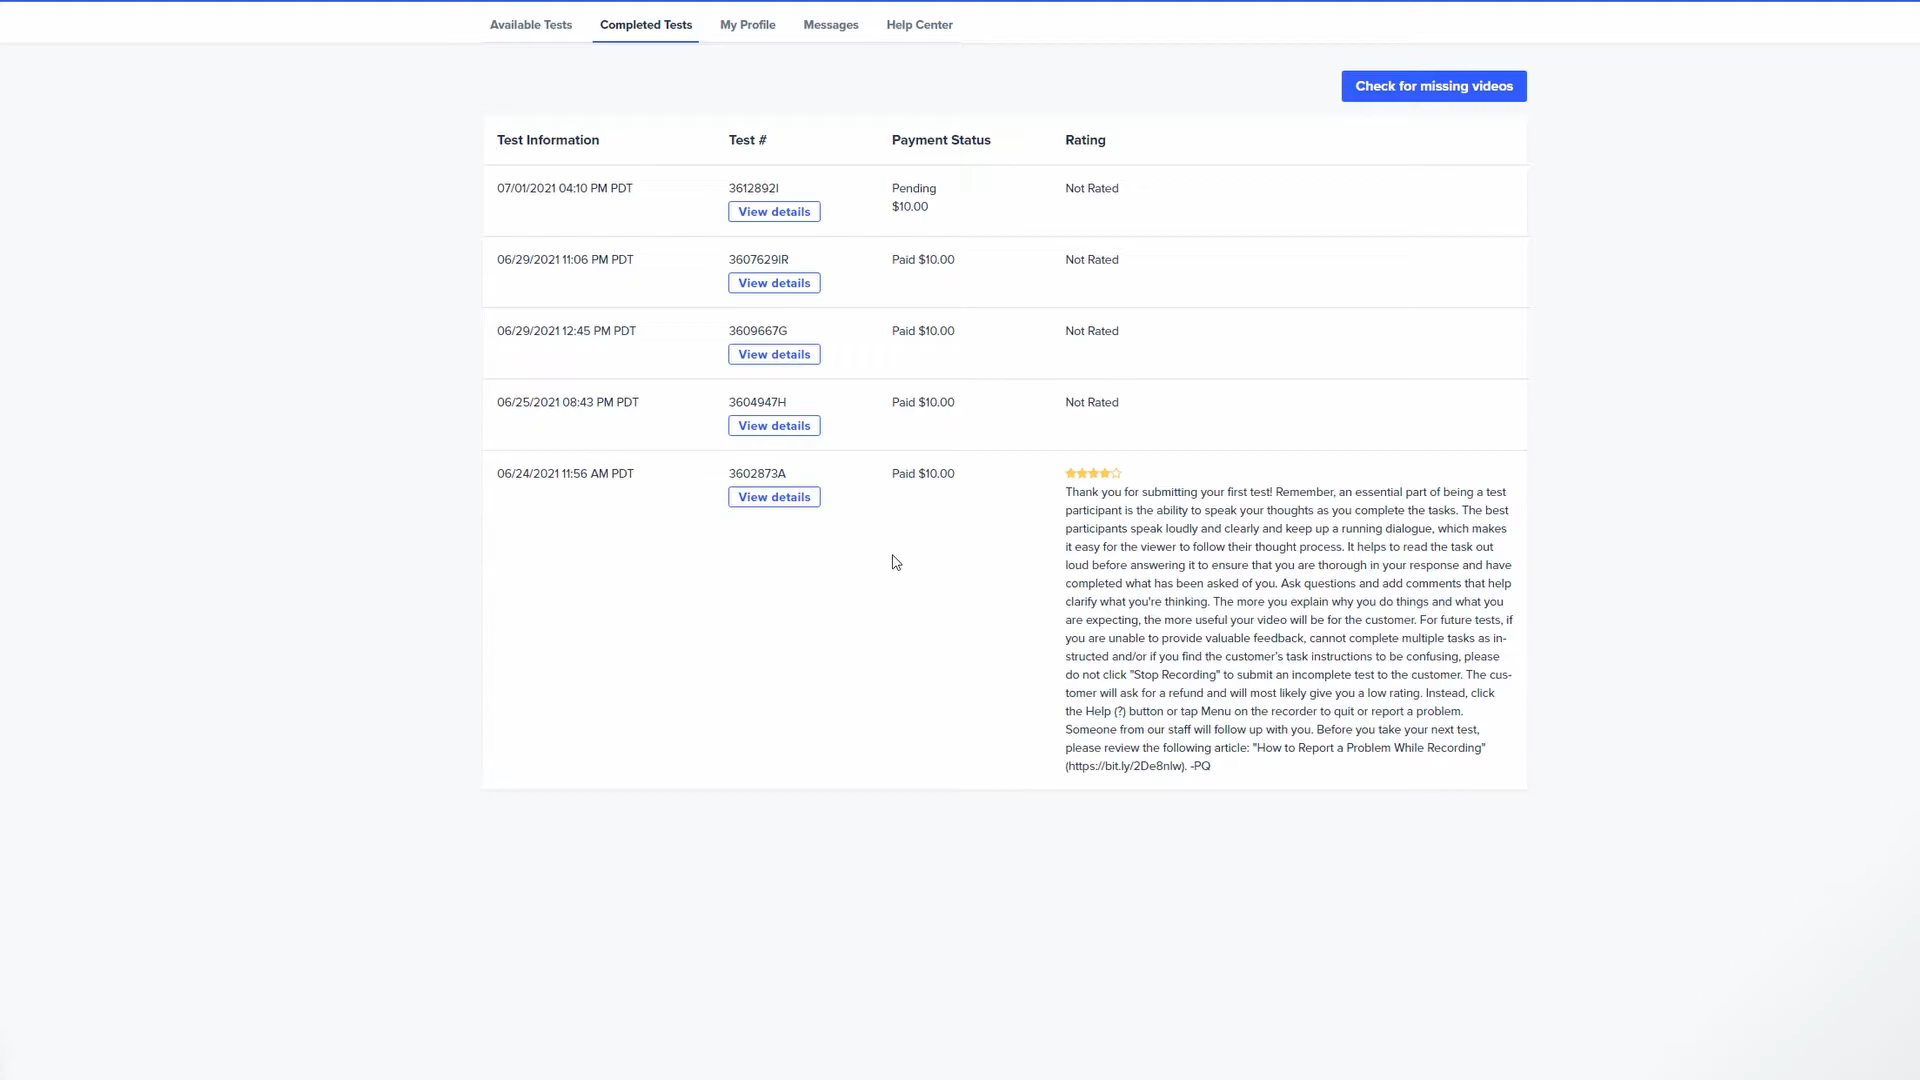 Available Tests
Completed Tests
My Profile
Messages
Help Center
Check for missing videos
Test Information
Test #
Payment Status
Rating
07/01/2021 04:10 PM PDT
3612892I
View details
Pending
$10.00
Not Rated
06/29/2021 11:06 PM PDT
3607629IR
View details
Paid $10.00
Not Rated
06/29/2021 12:45 PM PDT
3609667G
View details
Paid $10.00
Not Rated
06/25/2021 08:43 PM PDT
3604947H
View details
Paid $10.00
Not Rated
06/24/2021 11:56 AM PDT
3602873A
View details
Paid $10.00
Thank you for submitting your first test! Remember, an essential part of being a test
participant is the ability to speak your thoughts as you complete the tasks. The best
participants speak loudly and clearly and keep up a running dialogue, which makes
it easy for the viewer to follow their thought process. It helps to read the task out
loud before answering it to ensure that you are thorough in your response and have
completed what has been asked of you. Ask questions and add comments that help
clarify what you're thinking. The more you explain why you do things and what you
are expecting, the more useful your video will be for the customer. For future tests, if
you are unable to provide valuable feedback, cannot complete multiple tasks as in-
structed and/or if you find the customer's task instructions to be confusing, please
do not click "Stop Recording" to submit an incomplete test to the customer. The cus-
tomer will ask for a refund and will most likely give you a low rating. Instead, click
the Help (?) button or tap Menu on the recorder to quit or report a problem.
Someone from our staff will follow up with you. Before you take your next test,
please review the following article: "How to Report a Problem While Recording"
(https://bit.ly/2De8nlw). -PQ